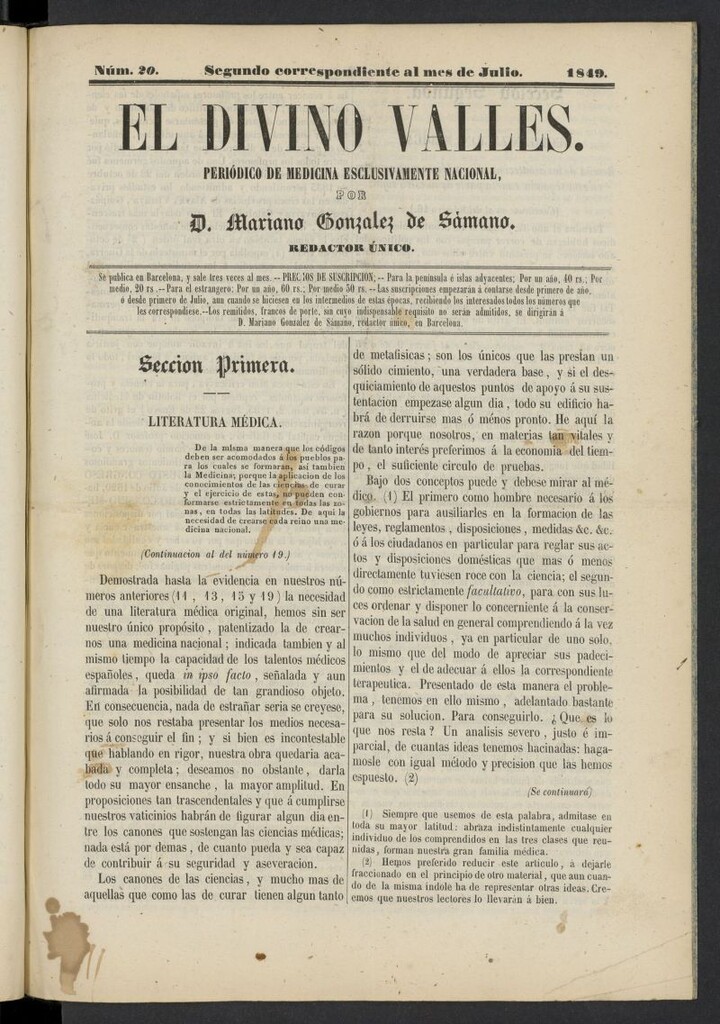 Núm. 20. Segundo correspondiente al mes de Julio. 1849.
EL DIVINO VALLES.
PERIÓDICO DE MEDICINA ESCLUSIVAMENTE NACIONAL,
POR
D. Mariano Gonzalez de Sámano.
REDACTOR ÚNICO.
Se publica en Barcelona, y sale tres veces al mes.--PRECIOS DE SUSCRIPCION;--Para la península é islas adyacentes; Por un año, 40 rs.; Por
medio, 20 rs.--Para el estrangero; Por un año, 60 rs.; Por medio 50 rs.--Las suscripciones empezarán á contarse desde primero de año,
ó desde primero de Julio, aun cuando se hiciesen en los intermedios de estas épocas, recibiendo los interesados todos los números que
les correspondiese.--Los remitidos, francos de porte, sin cuyo indispensable requisito no serán admitidos, se dirigirán á
D. Mariano Gonzalez de Sámano, redactor único, en Barcelona.
Seccion Primera.
LITERATURA MÉDICA.
De la misma manera que los códigos
deben ser acomodados á los pueblos pa-
ra los cuales se formaran, así tambien
la Medicina; porque la aplicacion de los
conocimientos de las ciencias de curar
y el ejercicio de estas, no pueden con-
formarse estrictamente en todas las zo-
nas, en todas las latitudes. De aqui la
necesidad de crearse cada reino una me-
dicina nacional.
(Continuacion al del número 19.)
Demostrada hasta la evidencia en nuestros nú-
meros anteriores (11, 13, 15 y 19) la necesidad
de una literatura médica original, hemos sin ser
nuestro único propósito, patentizado la de crear-
nos una medicina nacional; indicada tambien y al
mismo tiempo la capacidad de los talentos médicos
españoles, queda in ipso facto, señalada y aun
afirmada la posibilidad de tan grandioso objeto.
En consecuencia, nada de estrañar seria se creyese,
que solo nos restaba presentar los medios necesa-
rios á conseguir el fin; y si bien es incontestable
que hablando en rigor, nuestra obra quedaria aca-
bada y completa; deseamos no obstante, darla
todo su mayor ensanche, la mayor amplitud. En
proposiciones tan trascendentales y que á cumplirse
nuestros vaticinios habrán de figurar algun dia en-
tre los canones que sostengan las ciencias médicas;
nada está por demas, de cuanto pueda y sea capaz
de contribuir á su seguridad y aseveracion.
Los canones de las ciencias, y mucho mas de
aquellas que como las de curar tienen algun tanto
de metafisicas; son los únicos que las prestan un
sólido cimiento, una verdadera base, y si el des-
quiciamiento de aquestos puntos de apoyo á su sus-
tentacion empezase algun dia, todo su edificio ha-
brá de derruirse mas ó ménos pronto. He aquí la
razon porque nosotros, en materias tan vitales y
de tanto interés preferimos á la economía del tiem-
po, el suficiente circulo de pruebas.
Bajo dos conceptos puede y debese mirar al mé-
dico. (1) El primero como hombre necesario á los
gobiernos para ausiliarles en la formacion de las
leyes, reglamentos, disposiciones, medidas &c. &c.
ó á los ciudadanos en particular para reglar sus ac-
tos y disposiciones domésticas que mas ó menos
directamente tuviesen roce con la ciencia; el segun-
do como estrictamente facultativo, para con sus lu-
ces ordenar y disponer lo concerniente á la conser-
vacion de la salud en general comprendiendo á la vez
muchos individuos, ya en particular de uno solo,
lo mismo que del modo de apreciar sus padeci-
mientos y el de adecuar á ellos la correspondiente
terapeutica. Presentado de esta manera el proble-
ma, tenemos en ello mismo, adelantado bastante
para su solucion. Para conseguirlo. ¿Que es lo
que nos resta? Un analisis severo, justo é im-
parcial, de cuantas ideas tenemos hacinadas: haga-
mosle con igual método y precision que las hemos
espuesto. (2)
(Se continuará)
(1) Siempre que usemos de esta palabra, admitase en
toda su mayor latitud: abraza indistintamente cualquier
individuo de los comprendidos en las tres clases que reu-
nidas, forman nuestra gran familia médica.
(2) Hemos preferido reducir este artículo, á dejarle
fraccionado en el principio de otro material, que aun cuan-
do de la misma índole ha de representar otras ideas. Cre-
emos que nuestros lectores lo llevarán á bien.